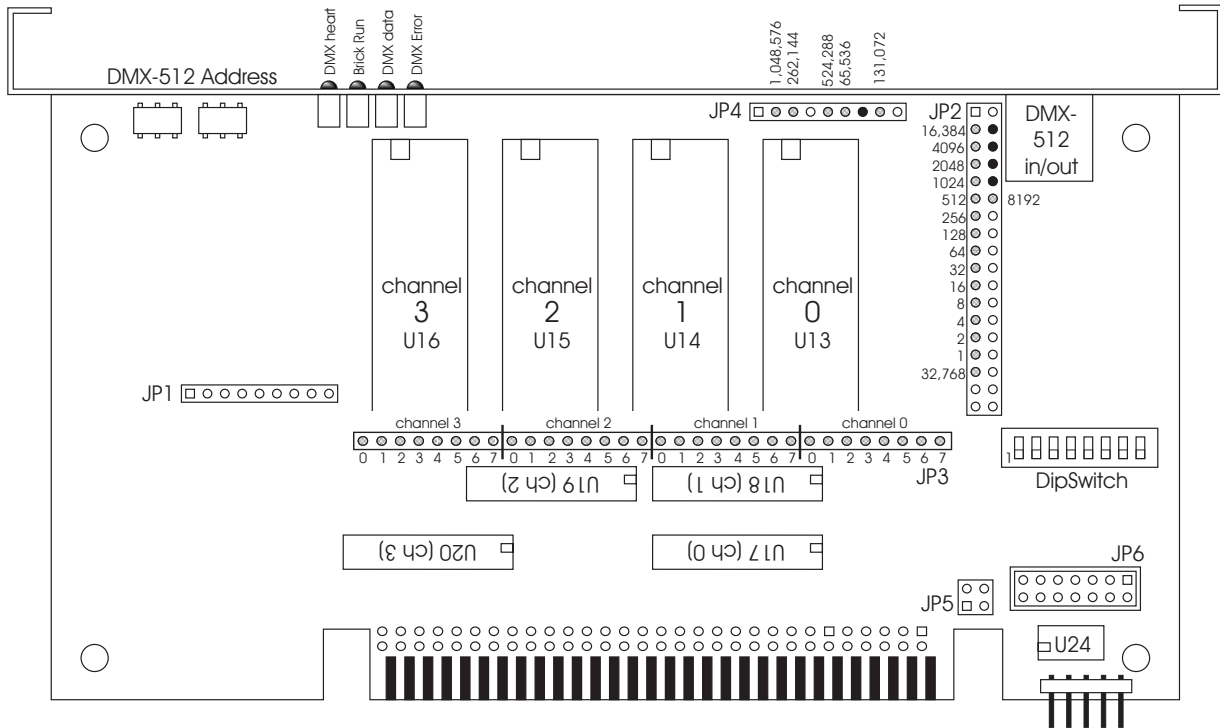 DMX-512 Address
DMX heart
Brick Run
DMX data
DMX Error
1,048,576
262,144
524,288
65,536
131,072
JP4
JP2
DMX-
512
in/out
16,384
4096
2048
1024
512
8192
256
128
64
32
16
8
4
2
1
32,768
channel
3
U16
channel
2
U15
channel
1
U14
channel
0
U13
JP1
channel 3
channel 2
channel 1
channel 0
0 1 2 3 4 5 6 7 0 1 2 3 4 5 6 7 0 1 2 3 4 5 6 7 0 1 2 3 4 5 6 7
JP3
1
DipSwitch
U19 (ch 2)
U18 (ch 1)
U20 (ch 3)
U17 (ch 0)
JP6
JP5
U24